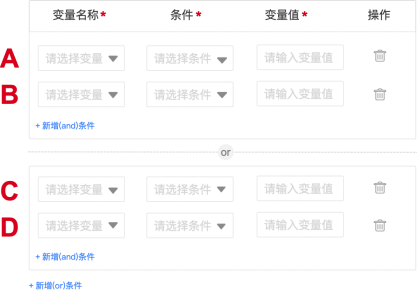 变量名称* 条件* 变量值* 操作
A 请选择变量 请选择条件 请输入变量值
B 请选择变量 请选择条件 请输入变量值
+ 新增(and)条件
or
C 请选择变量 请选择条件 请输入变量值
D 请选择变量 请选择条件 请输入变量值
+ 新增(and)条件
+ 新增(or)条件